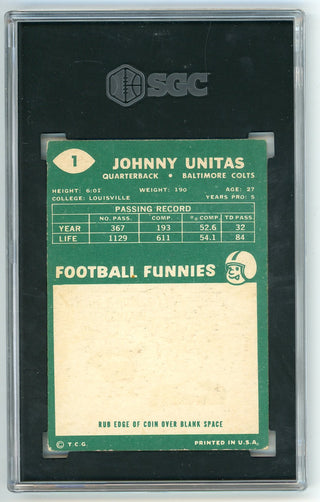 SGC
1
JOHNNY UNITAS
QUARTERBACK • BALTIMORE COLTS
HEIGHT: 6:01 WEIGHT: 190 AGE: 27
COLLEGE: LOUISVILLE YEARS PRO: 5
PASSING RECORD
NO. PASS. COMP. % COMP. TD PASS.
YEAR 367 193 52.6 32
LIFE 1129 611 54.1 84
FOOTBALL FUNNIES
RUB EDGE OF COIN OVER BLANK SPACE
© T.C.G. PRINTED IN U.S.A.